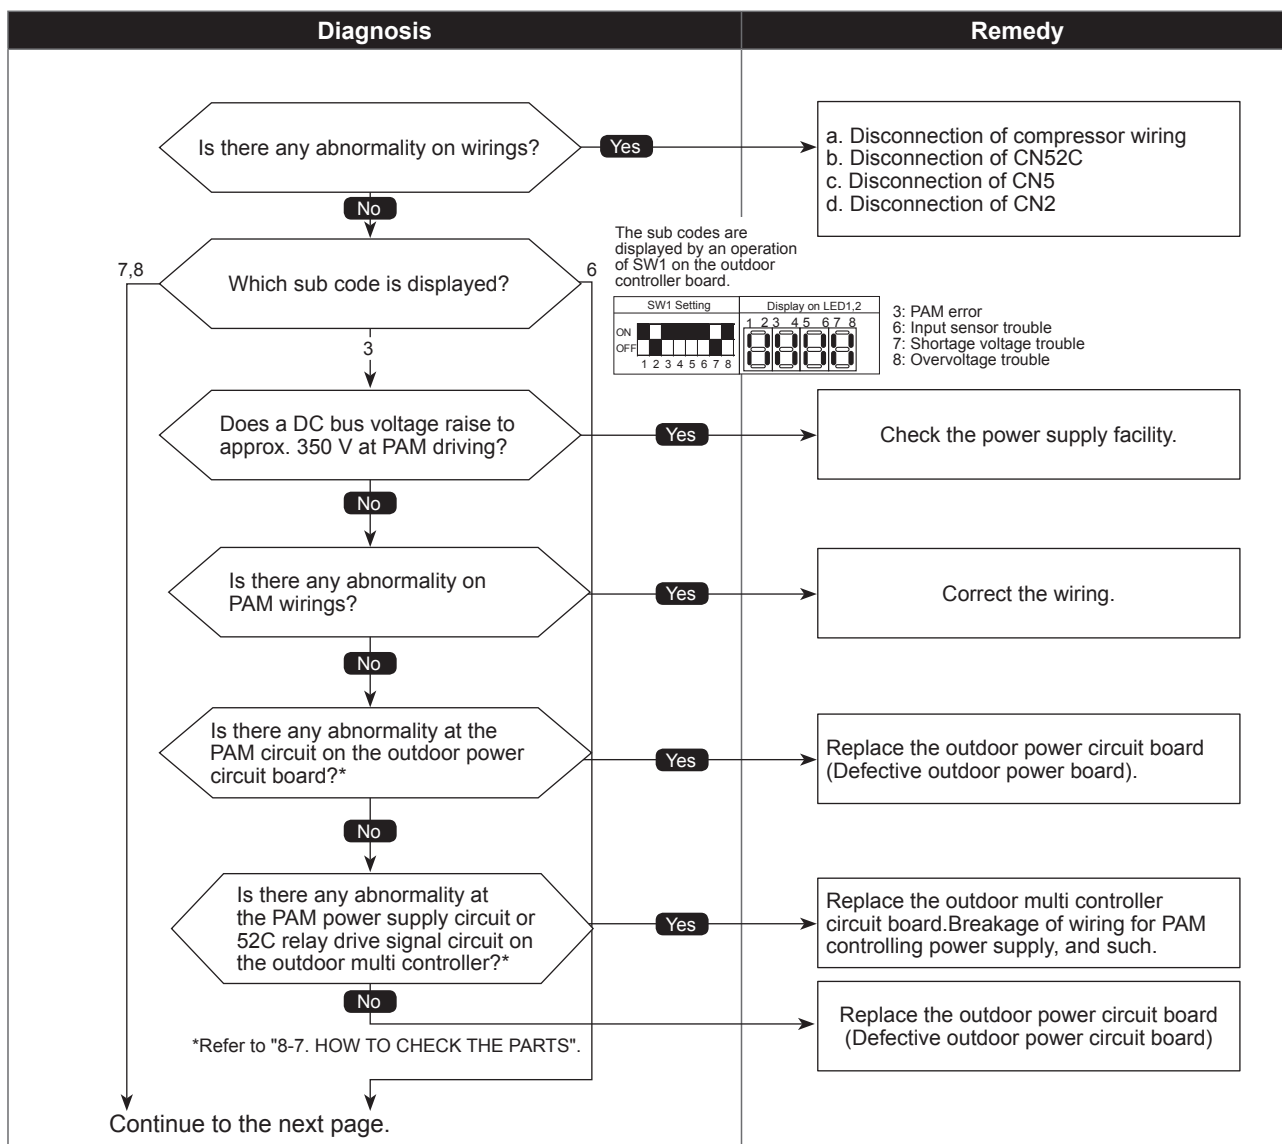 Diagnosis
Remedy
Is there any abnormality on wirings?
Yes
a. Disconnection of compressor wiring
b. Disconnection of CN52C
c. Disconnection of CN5
d. Disconnection of CN2
No
The sub codes are
displayed by an operation
of SW1 on the outdoor
controller board.
7,8
Which sub code is displayed?
6
SW1 Setting
Display on LED1,2
ON
OFF
1 2 3 4 5 6 7 8
1 2 3 4 5 6 7 8
3: PAM error
6: Input sensor trouble
7: Shortage voltage trouble
8: Overvoltage trouble
3
Does a DC bus voltage raise to
approx. 350 V at PAM driving?
Yes
Check the power supply facility.
No
Is there any abnormality on
PAM wirings?
Yes
Correct the wiring.
No
Is there any abnormality at the
PAM circuit on the outdoor power
circuit board?*
Yes
Replace the outdoor power circuit board
(Defective outdoor power board).
No
Is there any abnormality at
the PAM power supply circuit or
52C relay drive signal circuit on
the outdoor multi controller?*
Yes
Replace the outdoor multi controller
circuit board.Breakage of wiring for PAM
controlling power supply, and such.
No
Replace the outdoor power circuit board
(Defective outdoor power circuit board)
*Refer to "8-7. HOW TO CHECK THE PARTS".
Continue to the next page.